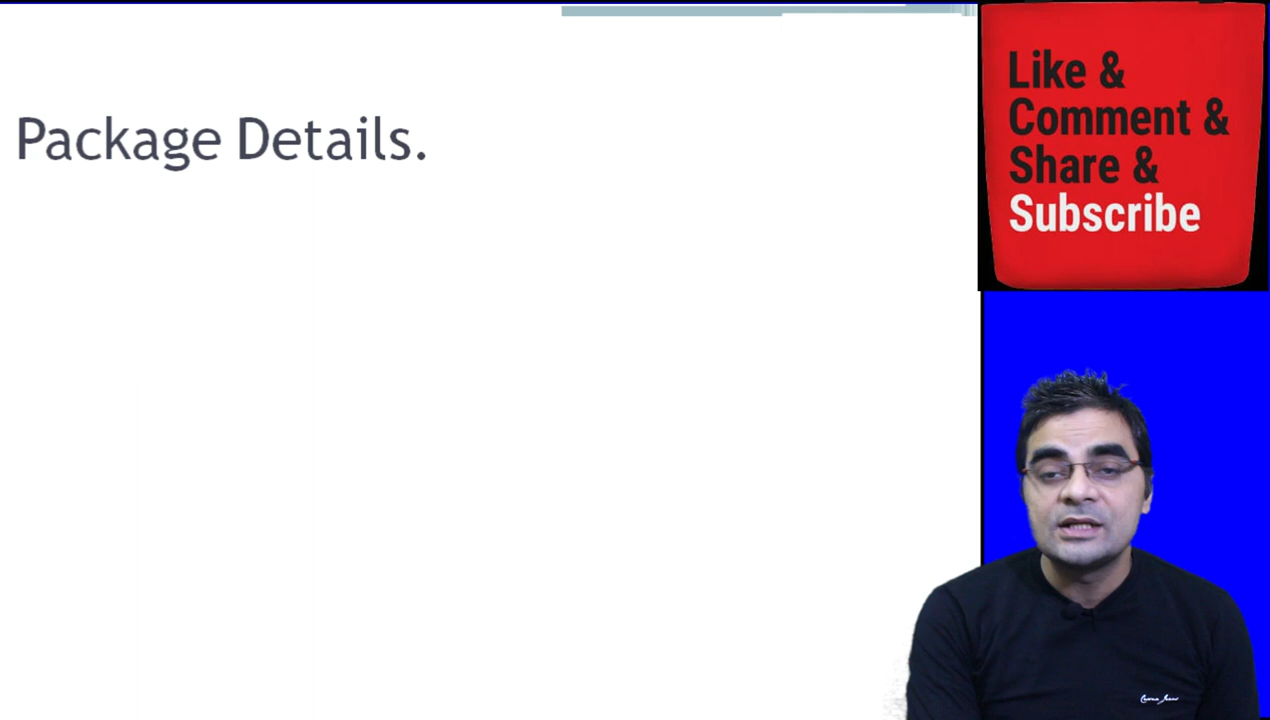 Package Details.
Like &
Comment &
Share &
Subscribe